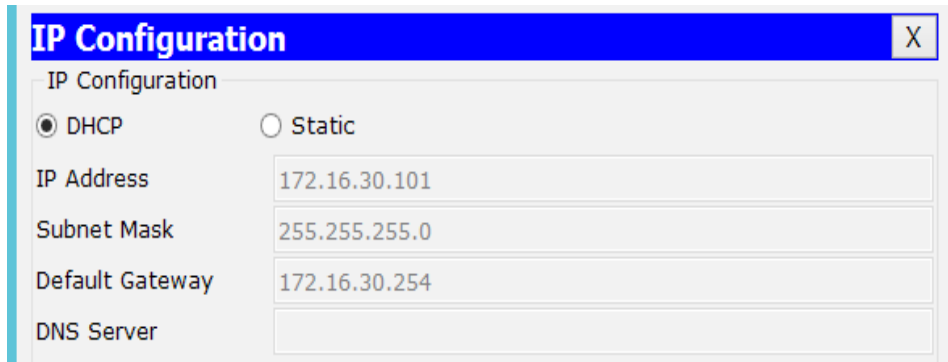 IP Configuration X
IP Configuration
DHCP Static
IP Address 172.16.30.101
Subnet Mask 255.255.255.0
Default Gateway 172.16.30.254
DNS Server